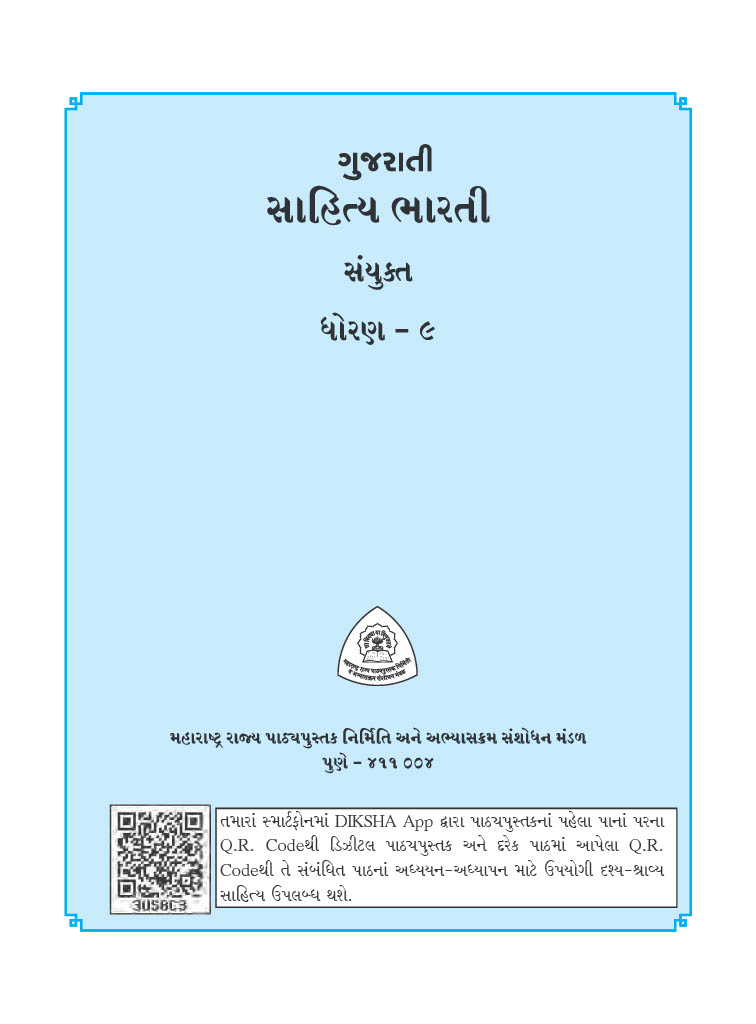 ગુજરાતી
સાહિત્ય ભારતી
સંયુક્ત
ધોરણ - ૯
મહારાષ્ટ્ર રાજ્ય પાઠ્યપુસ્તક નિર્મિતિ અને અભ્યાસક્રમ સંશોધન મંડળ
પુણે - ૪૧૧ ૦૦૪
તમારાં સ્માર્ટફોનમાં DIKSHA App દ્વારા પાઠ્યપુસ્તકનાં પહેલા પાનાં પરના
Q.R. Codeથી ડિઝીટલ પાઠ્યપુસ્તક અને દરેક પાઠમાં આપેલા Q.R.
Codeથી તે સંબંધિત પાઠનાં અધ્યયન-અધ્યાપન માટે ઉપયોગી દૃશ્ય-શ્રાવ્ય
સાહિત્ય ઉપલબ્ધ થશે.
3U58C3